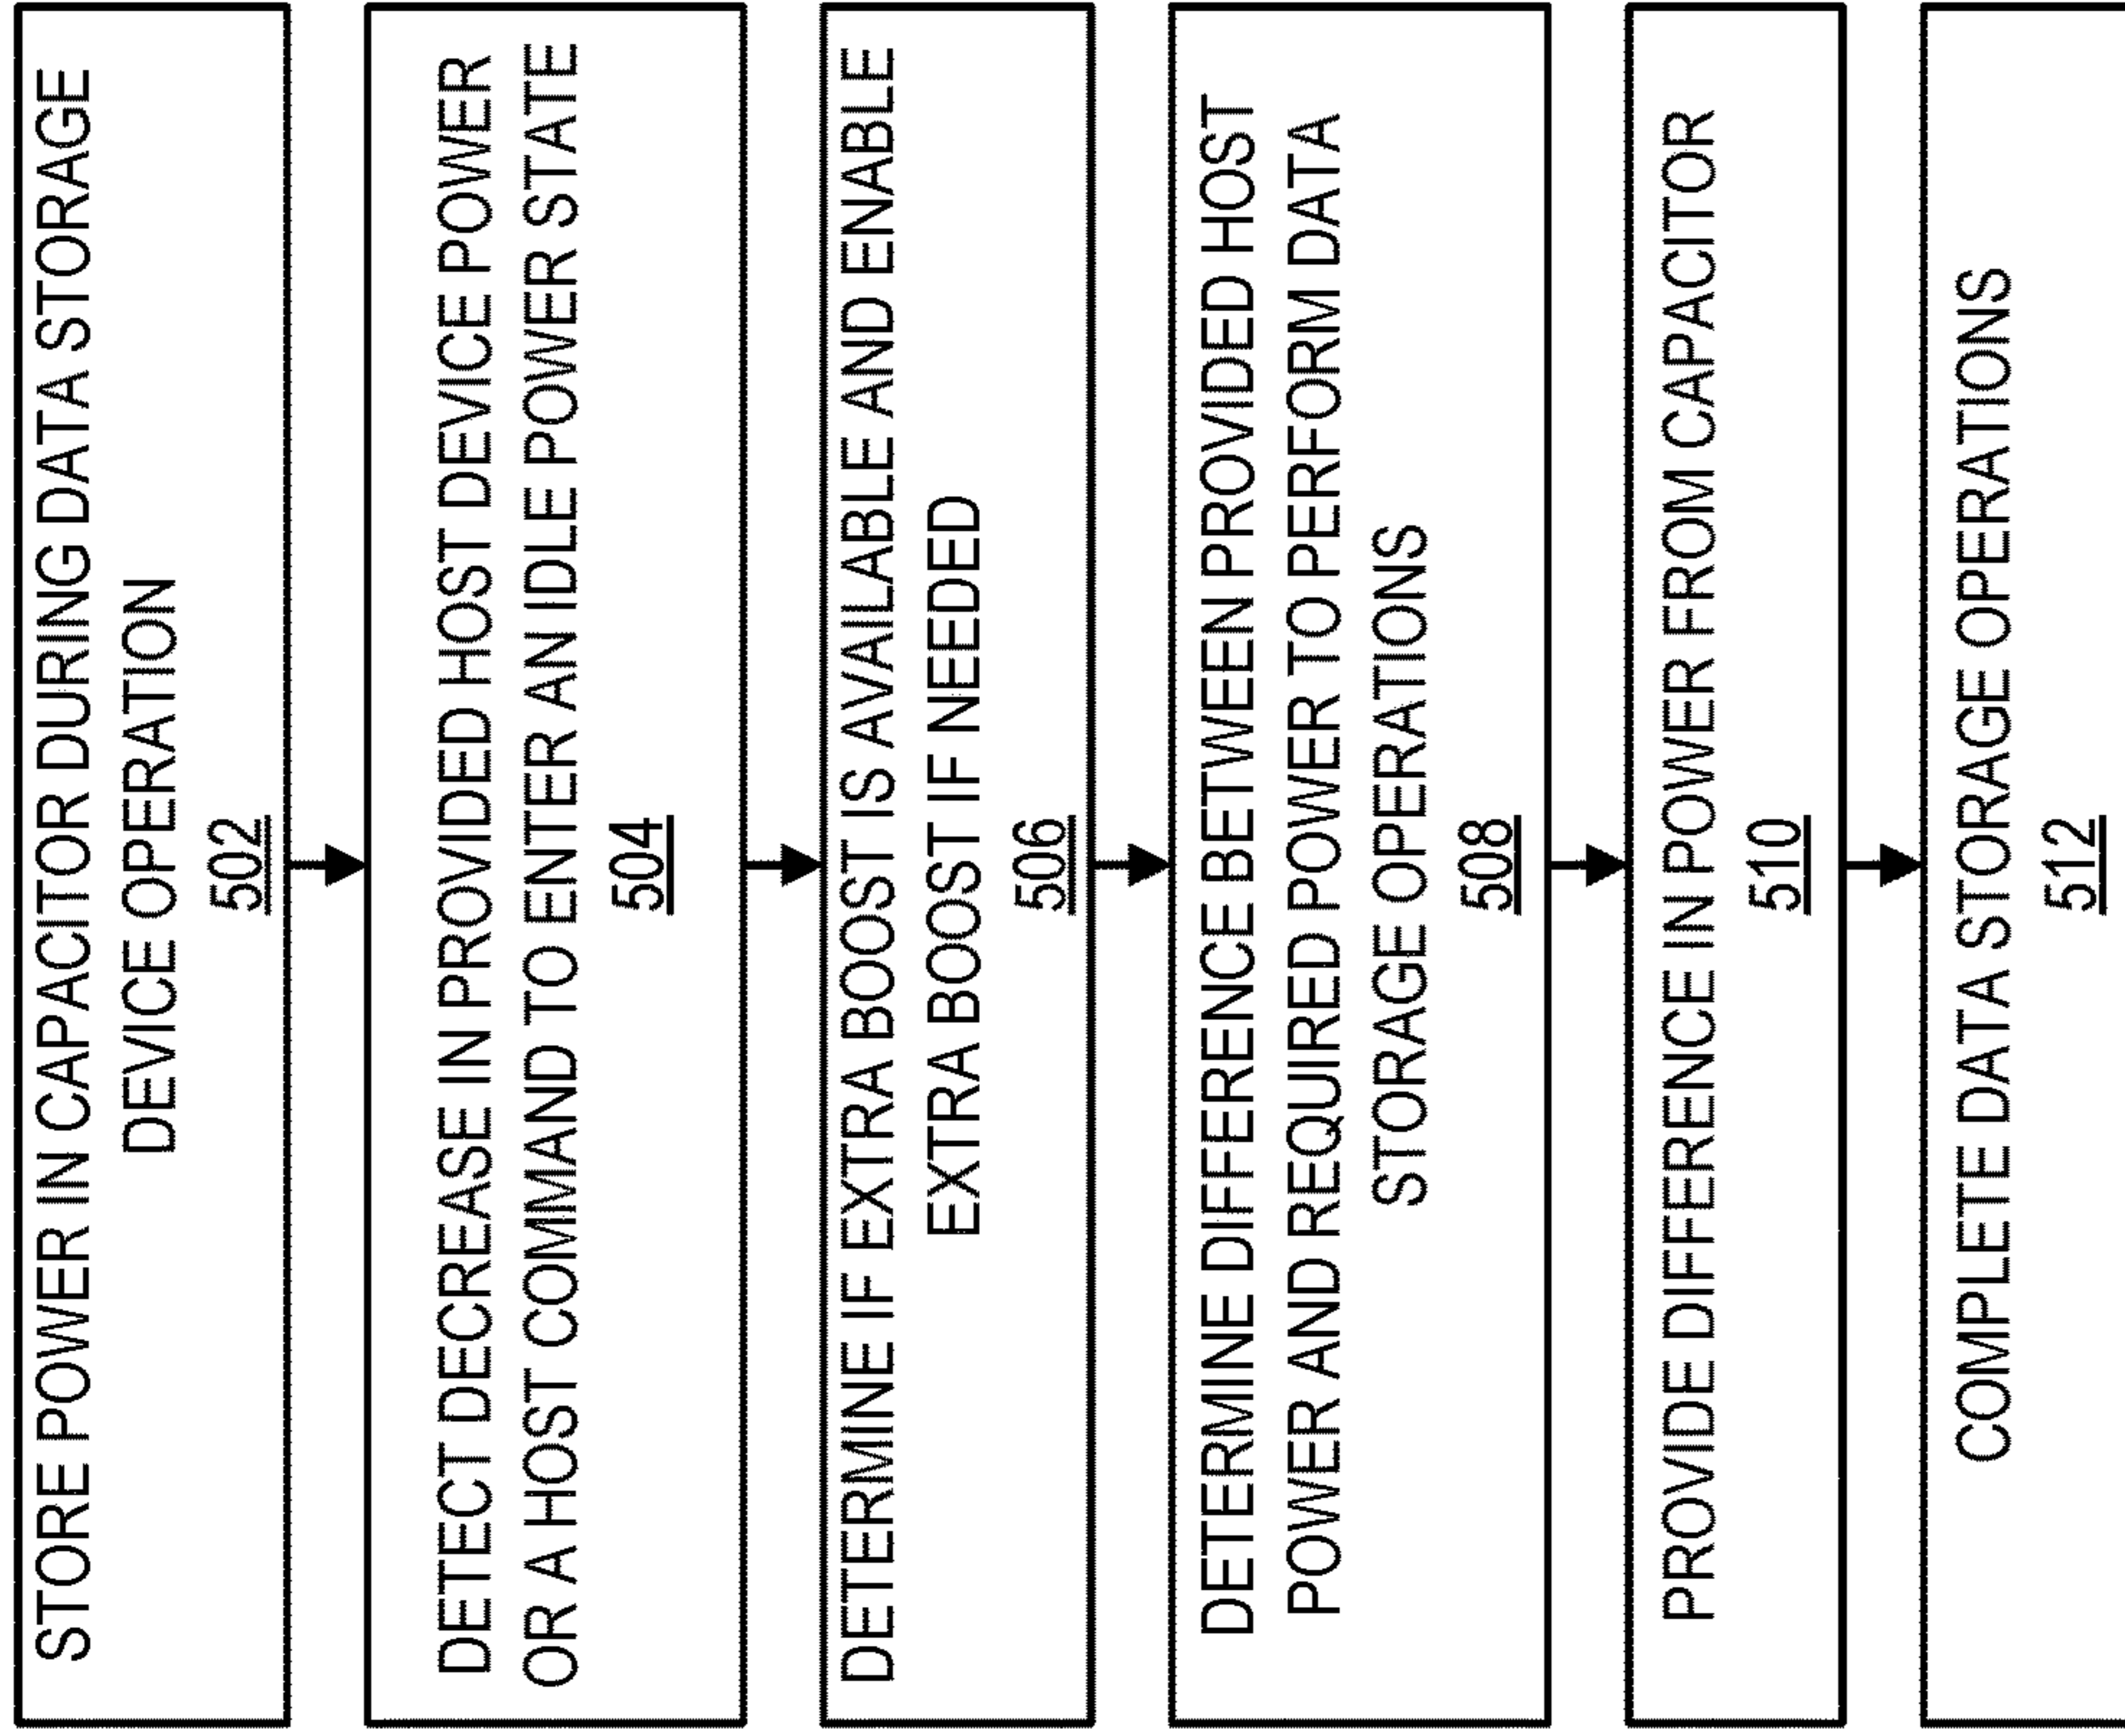 STORE POWER IN CAPACITOR DURING DATA STORAGE
DEVICE OPERATION
502
DETECT DECREASE IN PROVIDED HOST DEVICE POWER
OR A HOST COMMAND TO ENTER AN IDLE POWER STATE
504
DETERMINE IF EXTRA BOOST IS AVAILABLE AND ENABLE
EXTRA BOOST IF NEEDED
506
DETERMINE DIFFERENCE BETWEEN PROVIDED HOST
POWER AND REQUIRED POWER TO PERFORM DATA
STORAGE OPERATIONS
508
PROVIDE DIFFERENCE IN POWER FROM CAPACITOR
510
COMPLETE DATA STORAGE OPERATIONS
512